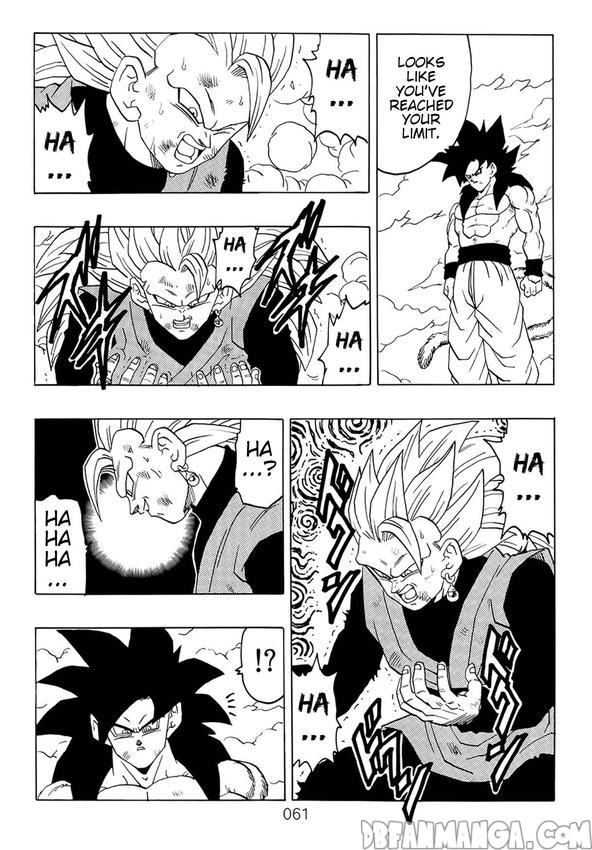 LOOKS
LIKE
YOU'VE
REACHED
YOUR
LIMIT.
HA
...
HA
...
HA
...
HA
...
HA
...
HA
...
HA
...?
HA
HA
HA
...
!?
061
DBFANMANGA.COM